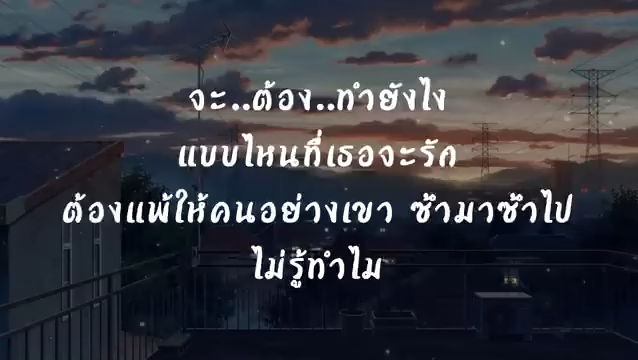 จะ..ต้อง..ทำยังไง
แบบไหนที่เธอจะรัก
ต้องแพ้ให้คนอย่างเขา ซ้ำมาซ้ำไป
ไม่รู้ทำไม